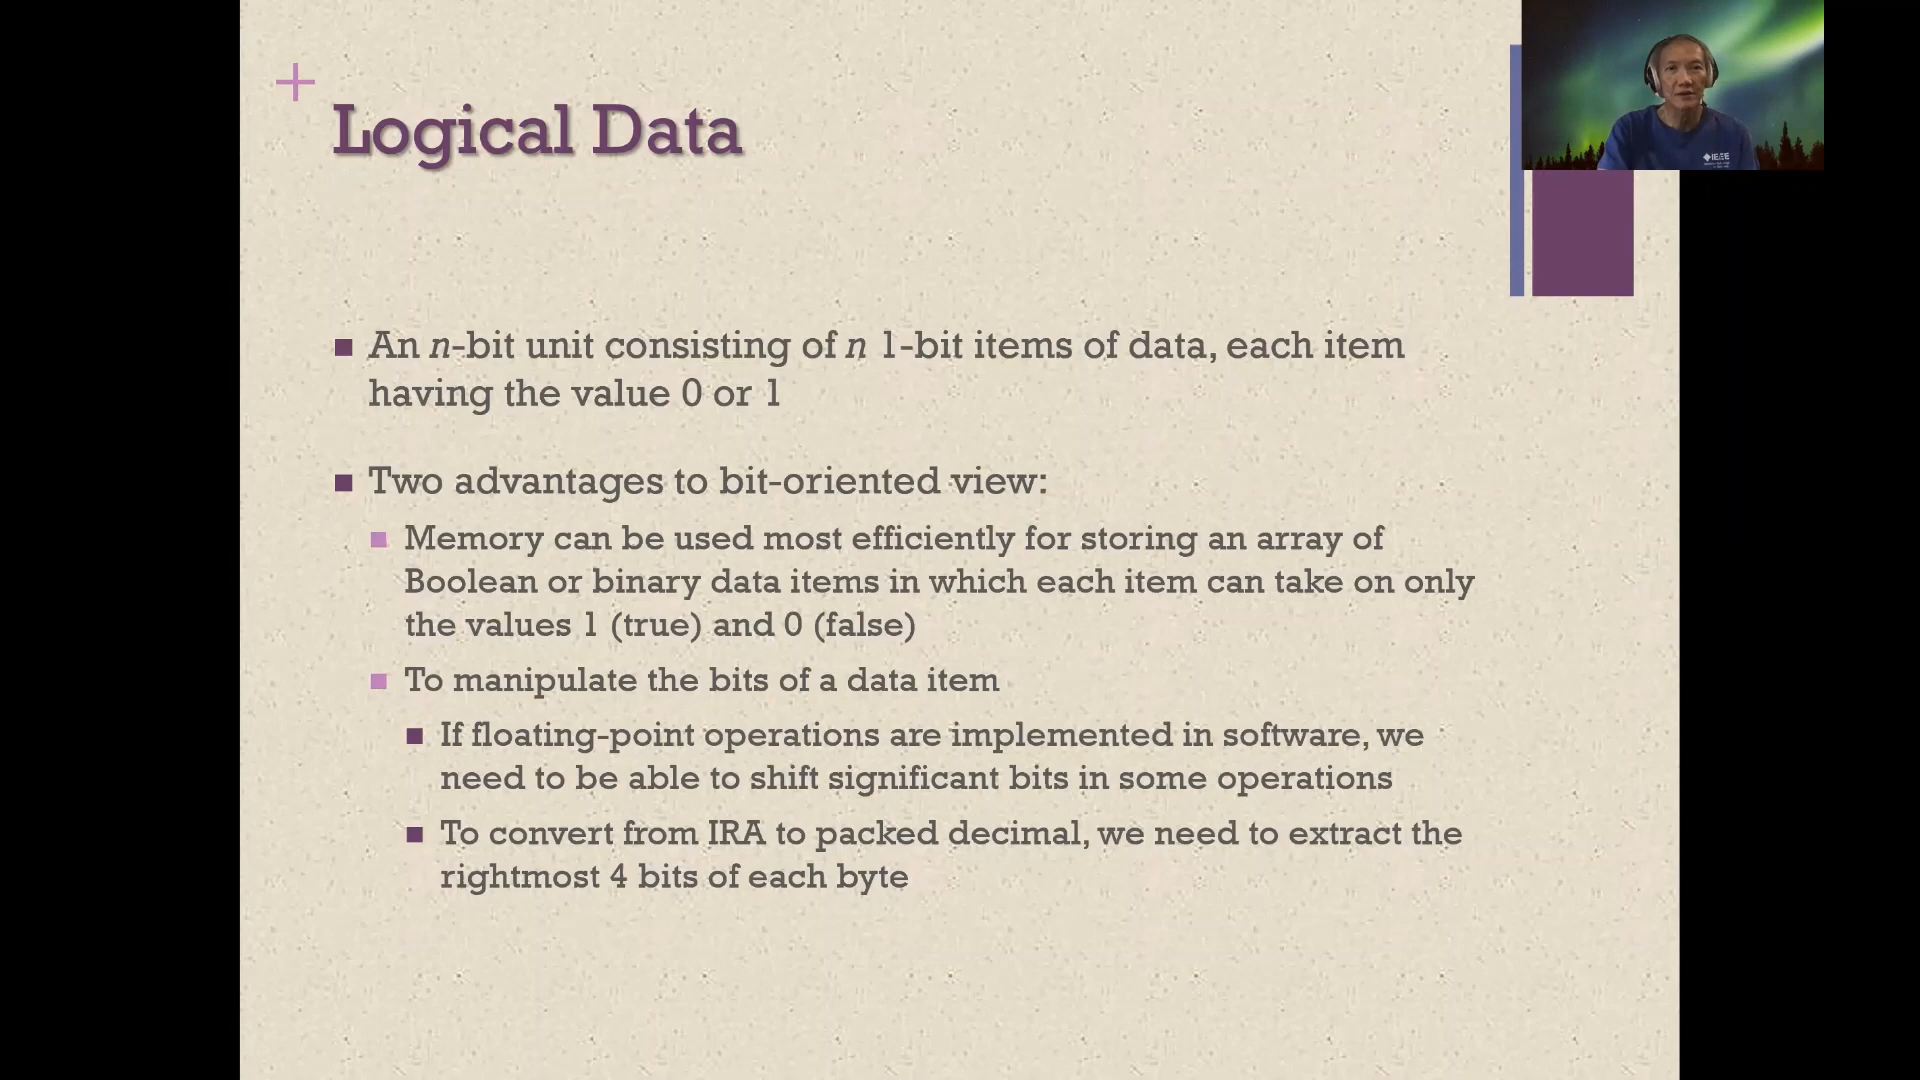 +
Logical Data
IEEE
■ An n-bit unit consisting of n 1-bit items of data, each item
having the value 0 or 1
■ Two advantages to bit-oriented view:
■ Memory can be used most efficiently for storing an array of
Boolean or binary data items in which each item can take on only
the values 1 (true) and 0 (false)
■ To manipulate the bits of a data item
■ If floating-point operations are implemented in software, we
need to be able to shift significant bits in some operations
■ To convert from IRA to packed decimal, we need to extract the
rightmost 4 bits of each byte